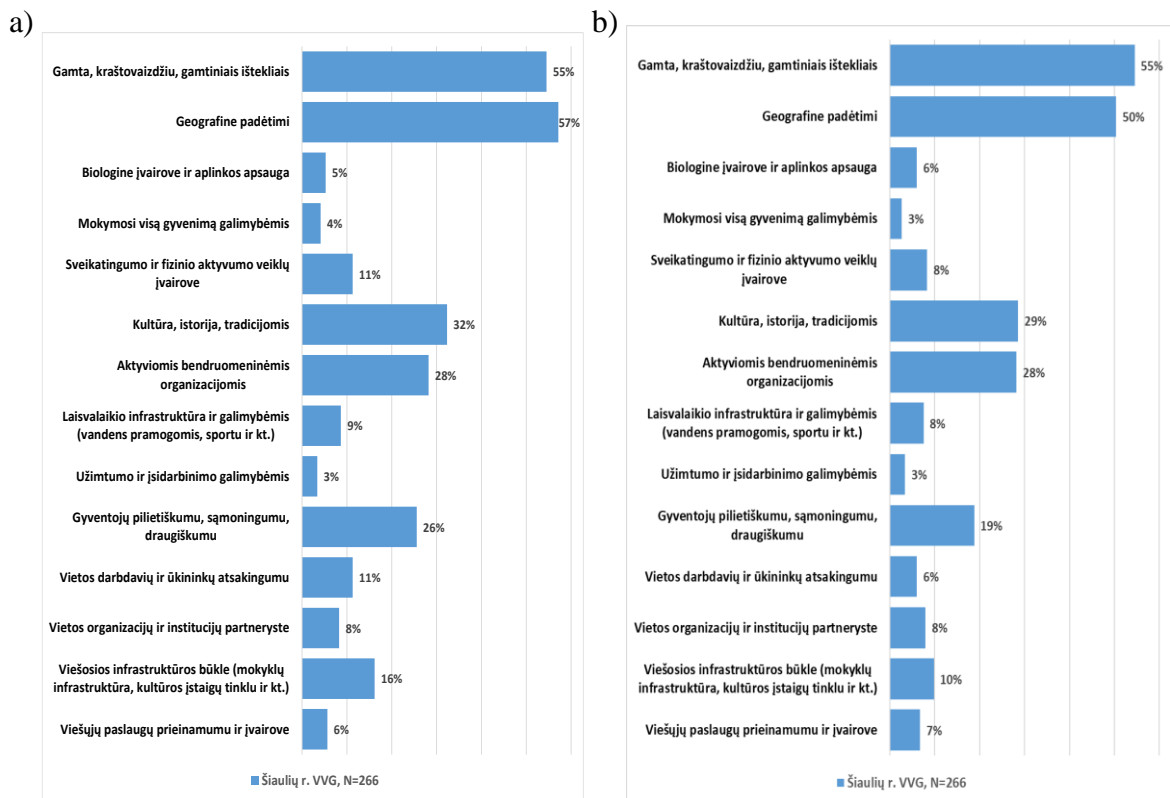 a)
Gamta, kraštovaizdžiu, gamtiniais ištekliais
55%
Geografine padėtimi
57%
Biologine įvairove ir aplinkos apsauga
5%
Mokymosi visą gyvenimą galimybėmis
4%
Sveikatingumo ir fizinio aktyvumo veiklų
įvairove
11%
Kultūra, istorija, tradicijomis
32%
Aktyviomis bendruomeninėmis
organizacijomis
28%
Laisvalaikio infrastruktūra ir galimybėmis
(vandens pramogomis, sportu ir kt.)
9%
Užimtumo ir įsidarbinimo galimybėmis
3%
Gyventojų pilietiškumu, sąmoningumu,
draugiškumu
26%
Vietos darbdavių ir ūkininkų atsakingumu
11%
Vietos organizacijų ir institucijų partneryste
8%
Viešosios infrastruktūros būkle (mokyklų
infrastruktūra, kultūros įstaigų tinklu ir kt.)
16%
Viešųjų paslaugų prieinamumu ir įvairove
6%
Šiaulių r. VVG, N=266
b)
Gamta, kraštovaizdžiu, gamtiniais ištekliais
55%
Geografine padėtimi
50%
Biologine įvairove ir aplinkos apsauga
6%
Mokymosi visą gyvenimą galimybėmis
3%
Sveikatingumo ir fizinio aktyvumo veiklų
įvairove
8%
Kultūra, istorija, tradicijomis
29%
Aktyviomis bendruomeninėmis
organizacijomis
28%
Laisvalaikio infrastruktūra ir galimybėmis
(vandens pramogomis, sportu ir kt.)
8%
Užimtumo ir įsidarbinimo galimybėmis
3%
Gyventojų pilietiškumu, sąmoningumu,
draugiškumu
19%
Vietos darbdavių ir ūkininkų atsakingumu
6%
Vietos organizacijų ir institucijų partneryste
8%
Viešosios infrastruktūros būkle (mokyklų
infrastruktūra, kultūros įstaigų tinklu ir kt.)
10%
Viešųjų paslaugų prieinamumu ir įvairove
7%
Šiaulių r. VVG, N=266